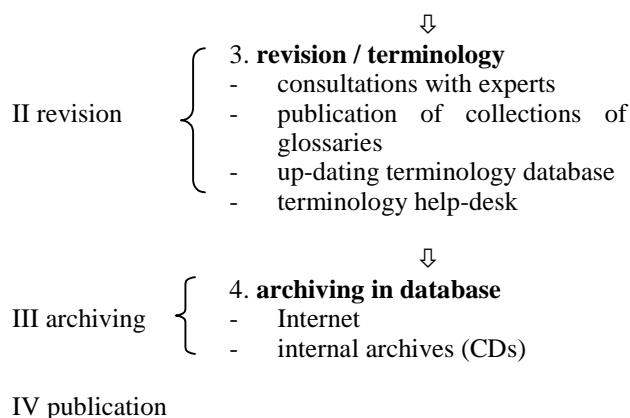 3. revision / terminology
- consultations with experts
II revision
- publication of collections of
glossaries
- up-dating terminology database
- terminology help-desk
4. archiving in database
III archiving
- Internet
- internal archives (CDs)
IV publication